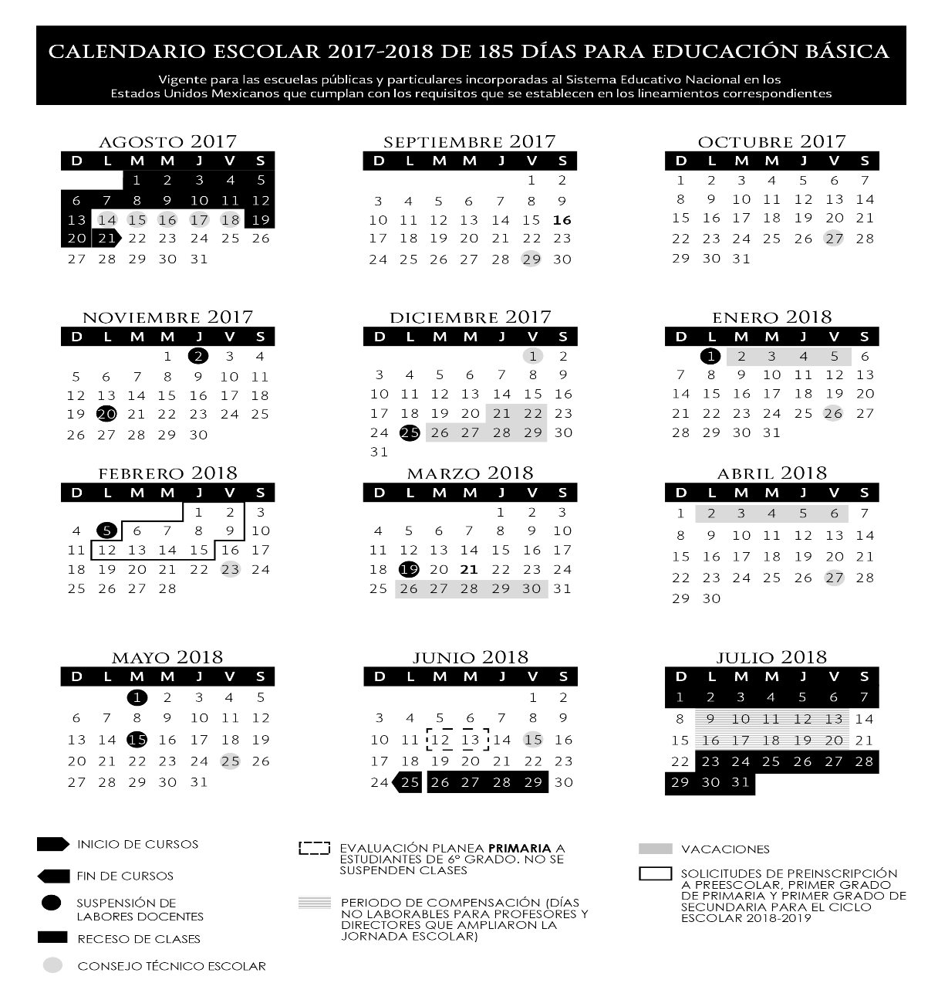 CALENDARIO ESCOLAR 2017-2018 DE 185 DÍAS PARA EDUCACIÓN BÁSICA
Vigente para las escuelas públicas y particulares incorporadas al Sistema Educativo Nacional en los
Estados Unidos Mexicanos que cumplan con los requisitos que se establecen en los lineamientos correspondientes
AGOSTO 2017
D L M M J V S
1 2 3 4 5
6 7 8 9 10 11 12
13 14 15 16 17 18 19
20 21 22 23 24 25 26
27 28 29 30 31
SEPTIEMBRE 2017
D L M M J V S
1 2
3 4 5 6 7 8 9
10 11 12 13 14 15 16
17 18 19 20 21 22 23
24 25 26 27 28 29 30
OCTUBRE 2017
D L M M J V S
1 2 3 4 5 6 7
8 9 10 11 12 13 14
15 16 17 18 19 20 21
22 23 24 25 26 27 28
29 30 31
NOVIEMBRE 2017
D L M M J V S
1 2 3 4
5 6 7 8 9 10 11
12 13 14 15 16 17 18
19 20 21 22 23 24 25
26 27 28 29 30
DICIEMBRE 2017
D L M M J V S
1 2
3 4 5 6 7 8 9
10 11 12 13 14 15 16
17 18 19 20 21 22 23
24 25 26 27 28 29 30
31
ENERO 2018
D L M M J V S
1 2 3 4 5 6
7 8 9 10 11 12 13
14 15 16 17 18 19 20
21 22 23 24 25 26 27
28 29 30 31
FEBRERO 2018
D L M M J V S
1 2 3
4 5 6 7 8 9 10
11 12 13 14 15 16 17
18 19 20 21 22 23 24
25 26 27 28
MARZO 2018
D L M M J V S
1 2 3
4 5 6 7 8 9 10
11 12 13 14 15 16 17
18 19 20 21 22 23 24
25 26 27 28 29 30 31
ABRIL 2018
D L M M J V S
1 2 3 4 5 6 7
8 9 10 11 12 13 14
15 16 17 18 19 20 21
22 23 24 25 26 27 28
29 30
MAYO 2018
D L M M J V S
1 2 3 4 5
6 7 8 9 10 11 12
13 14 15 16 17 18 19
20 21 22 23 24 25 26
27 28 29 30 31
JUNIO 2018
D L M M J V S
1 2
3 4 5 6 7 8 9
10 11 12 13 14 15 16
17 18 19 20 21 22 23
24 25 26 27 28 29 30
JULIO 2018
D L M M J V S
1 2 3 4 5 6 7
8 9 10 11 12 13 14
15 16 17 18 19 20 21
22 23 24 25 26 27 28
29 30 31
INICIO DE CURSOS
FIN DE CURSOS
SUSPENSIÓN DE
LABORES DOCENTES
RECESO DE CLASES
CONSEJO TÉCNICO ESCOLAR
EVALUACIÓN PLANEA PRIMARIA A
ESTUDIANTES DE 6º GRADO. NO SE
SUSPENDEN CLASES
PERIODO DE COMPENSACIÓN (DÍAS
NO LABORABLES PARA PROFESORES Y
DIRECTORES QUE AMPLIARON LA
JORNADA ESCOLAR)
VACACIONES
SOLICITUDES DE PREINSCRIPCIÓN
A PREESCOLAR, PRIMER GRADO
DE PRIMARIA Y PRIMER GRADO DE
SECUNDARIA PARA EL CICLO
ESCOLAR 2018-2019